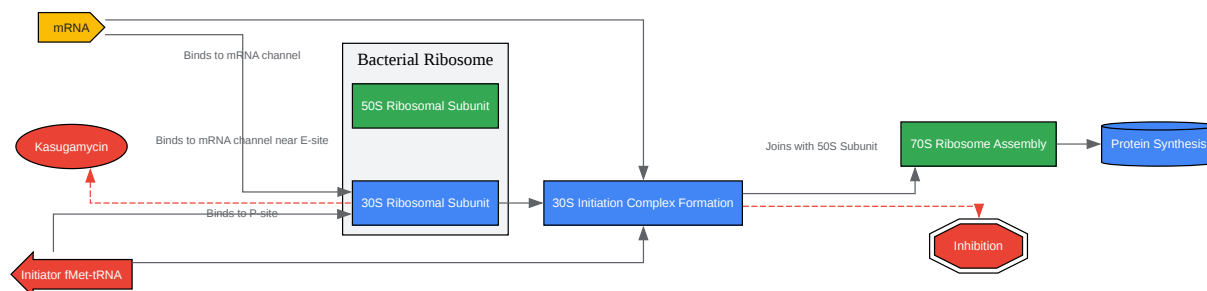 mRNA
Binds to mRNA channel
Bacterial Ribosome
50S Ribosomal Subunit
Kasugamycin
Binds to mRNA channel near E-site
Joins with 50S Subunit
70S Ribosome Assembly
Protein Synthesis
30S Ribosomal Subunit
30S Initiation Complex Formation
Binds to P-site
Inhibition
Initiator fMet-tRNA